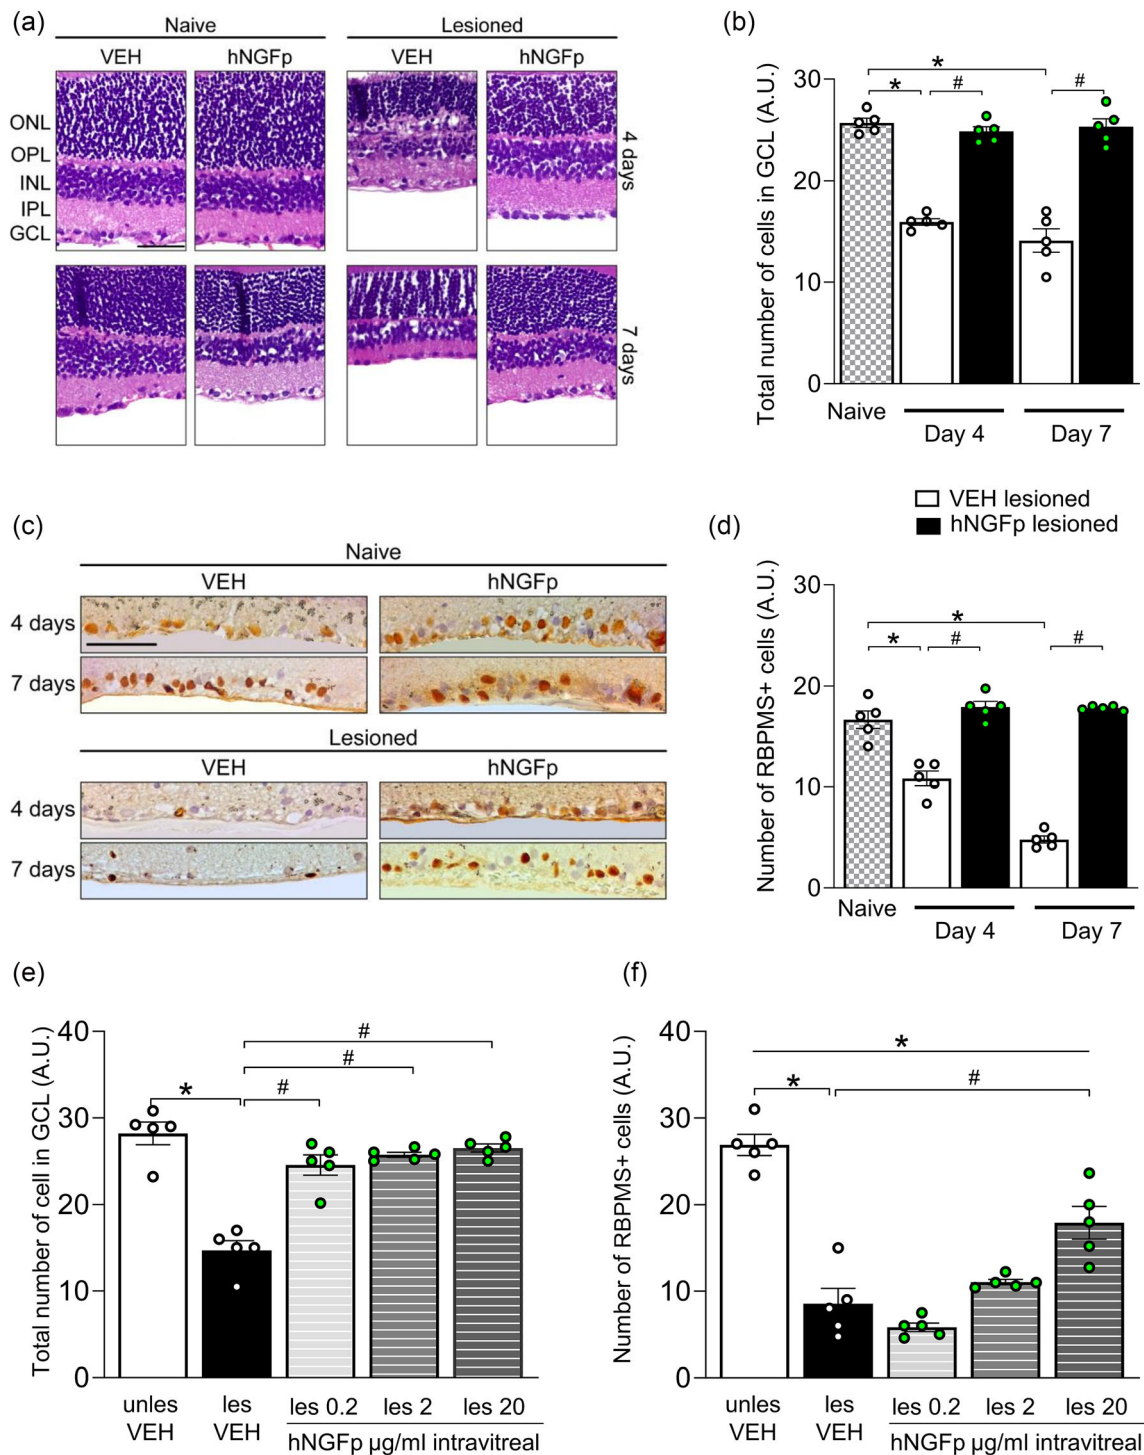 (a)
Naive
Lesioned
VEH
hNGFp
VEH
hNGFp
ONL
OPL
INL
IPL
GCL
4 days
7 days
(b)
Total number of cells in GCL (A.U.)
30
20
10
0
*
*
#
#
Naive
Day 4
Day 7
VEH lesioned
hNGFp lesioned
(c)
Naive
VEH
hNGFp
4 days
7 days
Lesioned
VEH
hNGFp
4 days
7 days
(d)
Number of RBPMS+ cells (A.U.)
30
20
10
0
*
*
#
#
Naive
Day 4
Day 7
(e)
Total number of cell in GCL (A.U.)
40
30
20
10
0
#
#
*
#
unles VEH
les VEH
les 0.2
les 2
les 20
hNGFp µg/ml intravitreal
(f)
Number of RBPMS+ cells (A.U.)
40
30
20
10
0
*
*
#
unles VEH
les VEH
les 0.2
les 2
les 20
hNGFp µg/ml intravitreal